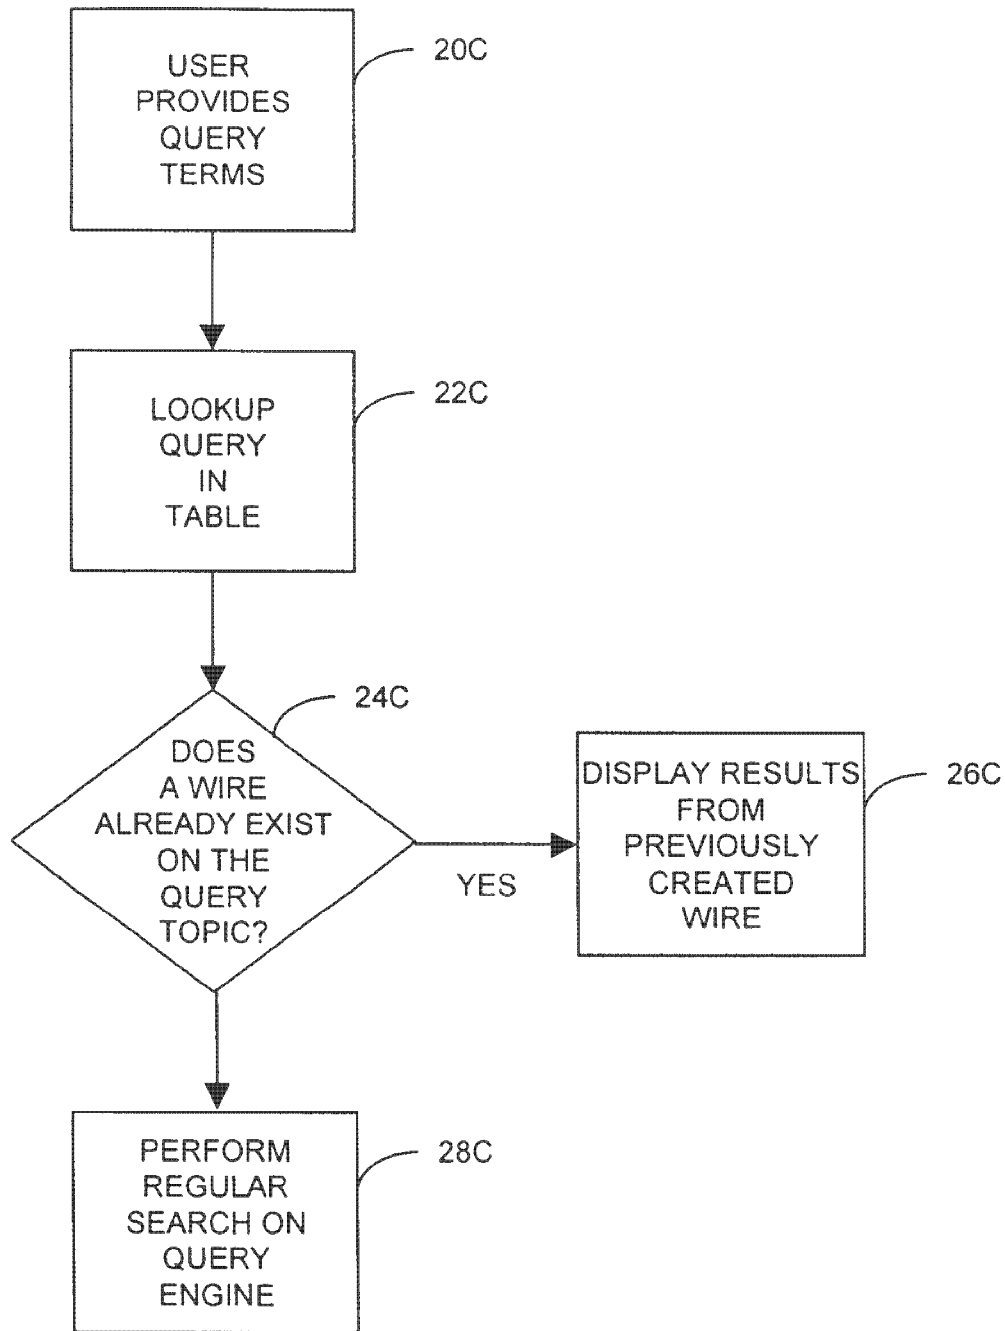 USER
PROVIDES
QUERY
TERMS
20C
LOOKUP
QUERY
IN
TABLE
22C
24C
DOES
A WIRE
ALREADY EXIST
ON THE
QUERY
TOPIC?
YES
DISPLAY RESULTS
FROM
PREVIOUSLY
CREATED
WIRE
26C
PERFORM
REGULAR
SEARCH ON
QUERY
ENGINE
28C